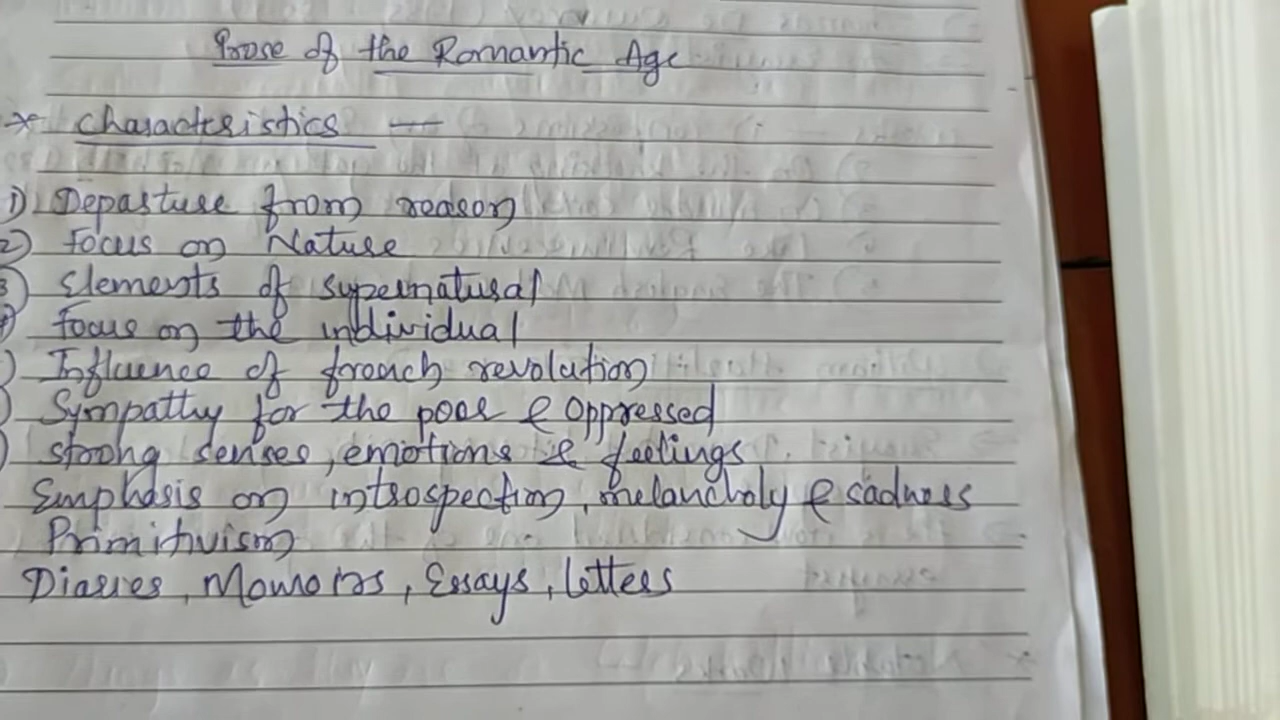 Prose of the Romantic Age
* Characteristics —
1) Departure from reason
2) Focus on Nature
3) Elements of supernatural
4) Focus on the individual
) Influence of french revolution
) Sympathy for the poor & oppressed
) strong senses, emotions & feelings
Emphasis on introspection, melancholy & sadness
Primitivism
Diaries, Memoirs, Essays, letters